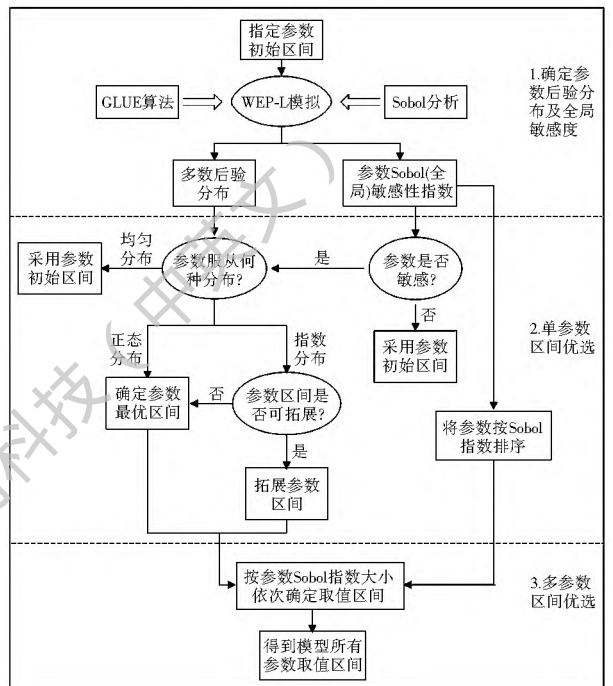 指定参数
初始区间
GLUE算法
WEP-L模拟
Sobol分析
1.确定参
数后验分
布及全局
敏感度
多数后验
分布
参数Sobol(全
局)敏感性指数
均匀
分布
采用参数
初始区间
参数服从何
种分布?
是
参数是否
敏感?
否
采用参数
初始区间
2.单参数
区间优选
正态
分布
指数
分布
确定参数
最优区间
否
参数区间是
否可拓展?
是
拓展参数
区间
将参数按Sobol
指数排序
按参数Sobol指数大小
依次确定取值区间
3.多参数
区间优选
得到模型所有
参数取值区间
科技(中英文)